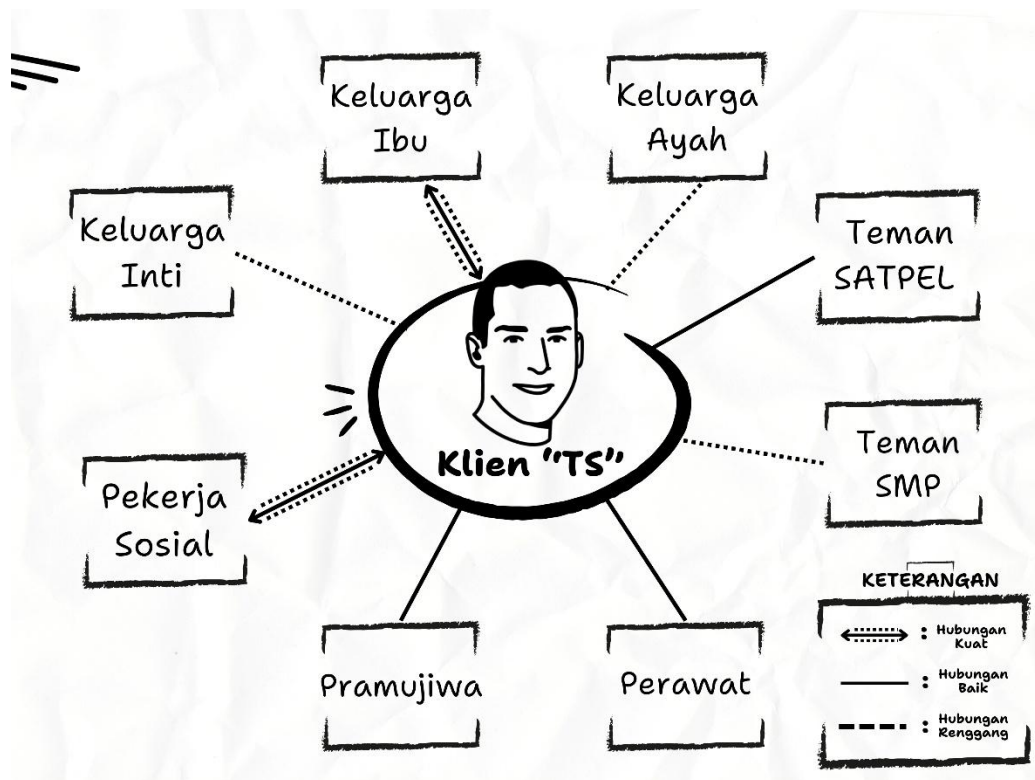 Keluarga
Ibu
Keluarga
Ayah
Keluarga
Inti
Teman
SATPEL
Klien "TS"
Teman
SMP
Pekerja
Sosial
Pramujiwa
Perawat
KETERANGAN
: Hubungan
Kuat
: Hubungan
Baik
: Hubungan
Renggang